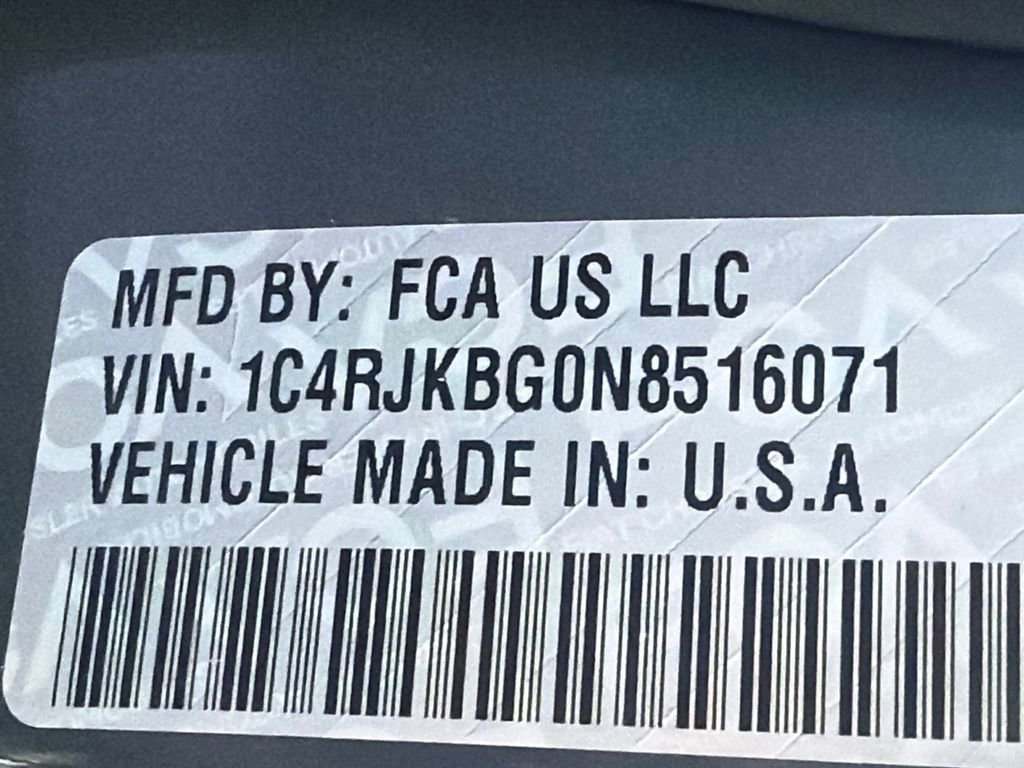 MFD BY: FCA US LLC
VIN: 1C4RJKBG0N8516071
VEHICLE MADE IN: U.S.A.